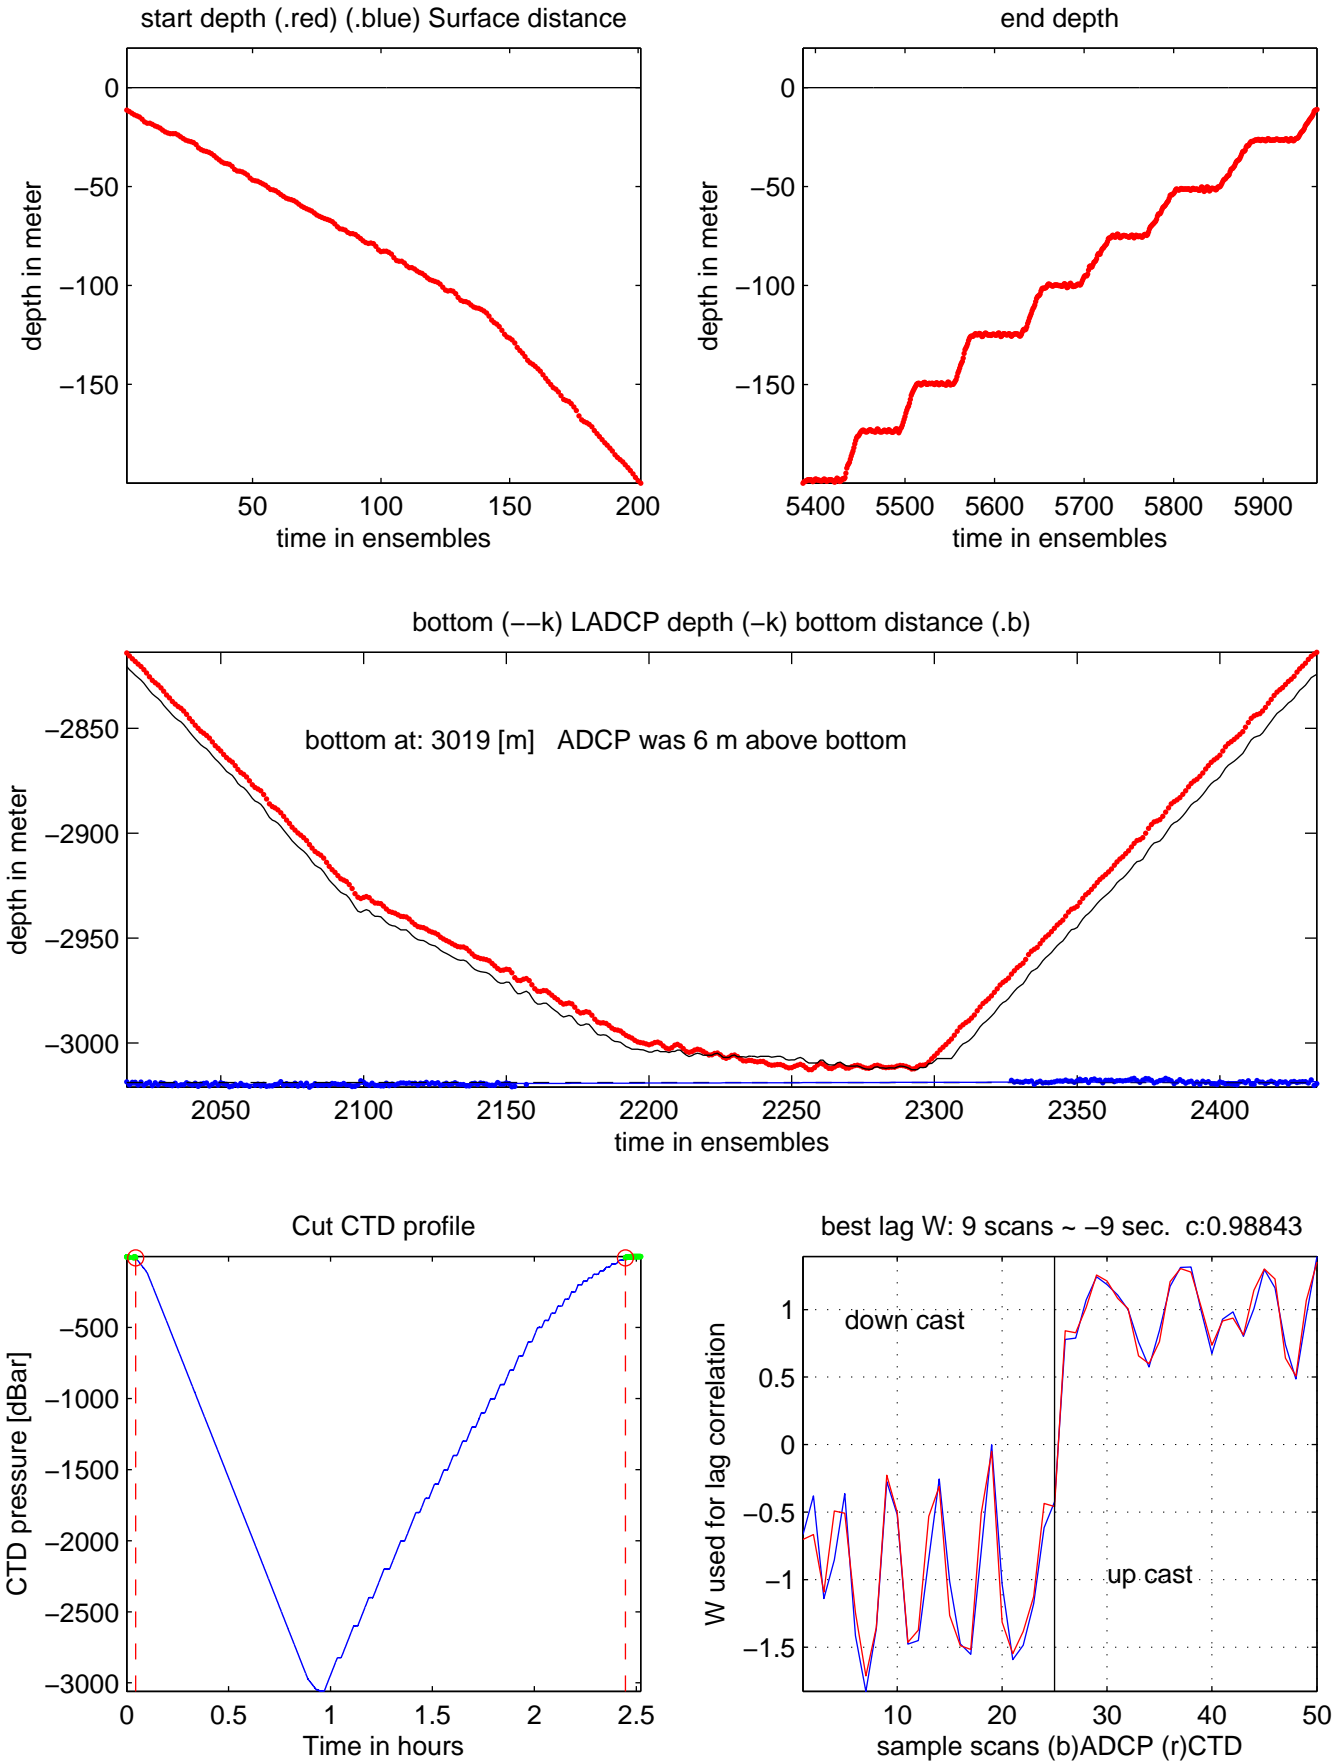 start depth (.red) (.blue) Surface distance
0
−50
−100
−150
depth in meter
50
100
150
200
time in ensembles
end depth
0
−50
−100
−150
depth in meter
5400
5500
5600
5700
5800
5900
time in ensembles
bottom (−−k) LADCP depth (−k) bottom distance (.b)
bottom at: 3019 [m] ADCP was 6 m above bottom
−2850
−2900
−2950
−3000
depth in meter
2050
2100
2150
2200
2250
2300
2350
2400
time in ensembles
Cut CTD profile
−500
−1000
−1500
−2000
−2500
−3000
CTD pressure [dBar]
0
0.5
1
1.5
2
2.5
Time in hours
best lag W: 9 scans ~ −9 sec. c:0.98843
down cast
up cast
1
0.5
0
−0.5
−1
−1.5
W used for lag correlation
10
20
30
40
50
sample scans (b)ADCP (r)CTD